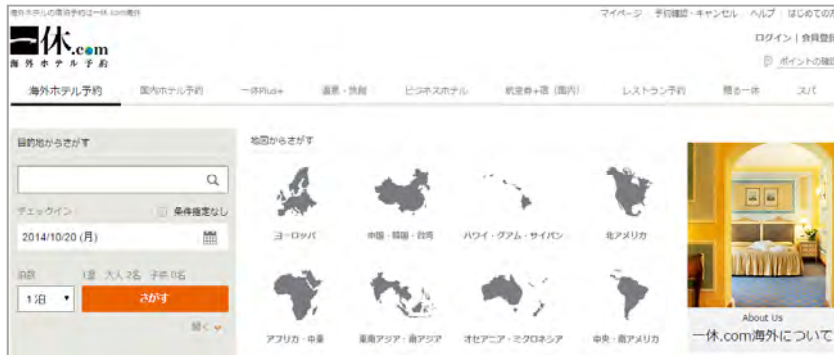 海外ホテルの宿泊予約は一休.com海外
マイページ 予約確認・キャンセル ヘルプ はじめての方
一休.com
海外ホテル予約
ログイン | 会員登録
ポイントの確認
海外ホテル予約 国内ホテル予約 一休Plus+ 温泉・旅館 ビジネスホテル 航空券+宿 (国内) レストラン予約 贈る一休 スパ
目的地からさがす
チェックイン 条件指定なし
2014/10/20 (月)
泊数 1室 大人 2名 子供 0名
1泊 さがす
開く
地図からさがす
ヨーロッパ 中国・韓国・台湾 ハワイ・グアム・サイパン 北アメリカ
アフリカ・中東 東南アジア・南アジア オセアニア・ミクロネシア 中央・南アメリカ
About Us
一休.com海外について